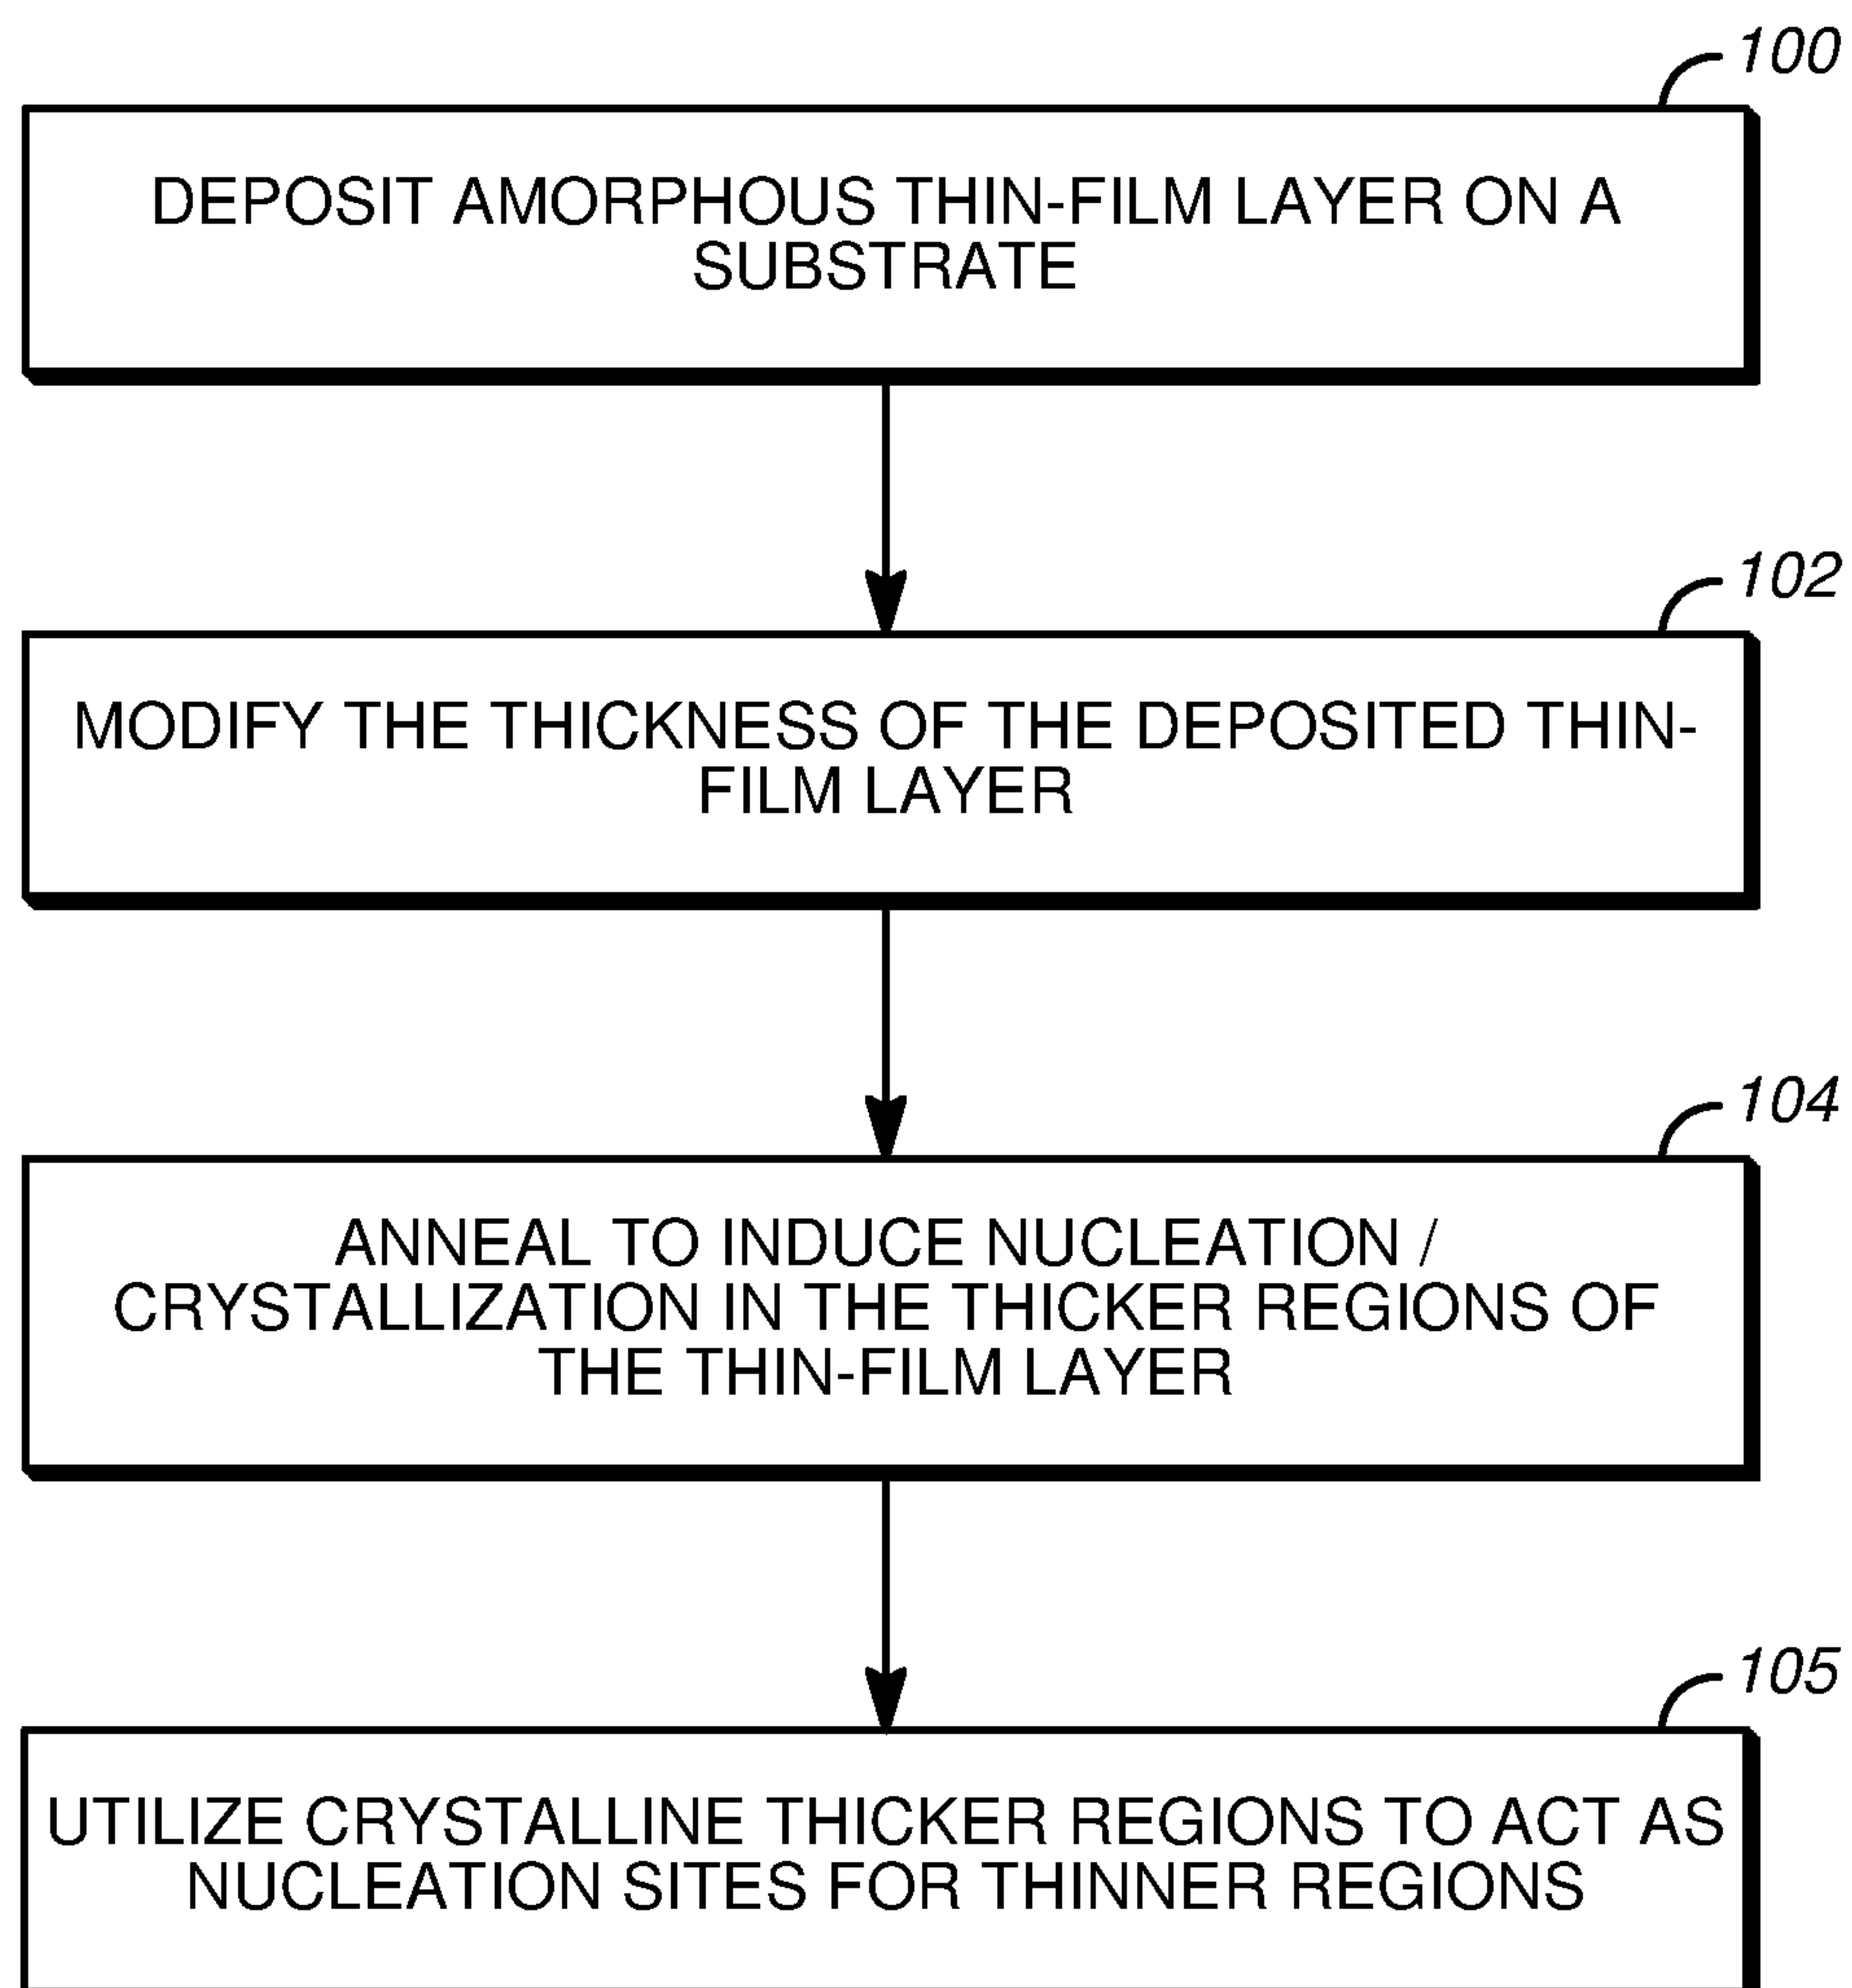 100
DEPOSIT AMORPHOUS THIN-FILM LAYER ON A
SUBSTRATE
102
MODIFY THE THICKNESS OF THE DEPOSITED THIN-
FILM LAYER
104
ANNEAL TO INDUCE NUCLEATION /
CRYSTALLIZATION IN THE THICKER REGIONS OF
THE THIN-FILM LAYER
105
UTILIZE CRYSTALLINE THICKER REGIONS TO ACT AS
NUCLEATION SITES FOR THINNER REGIONS